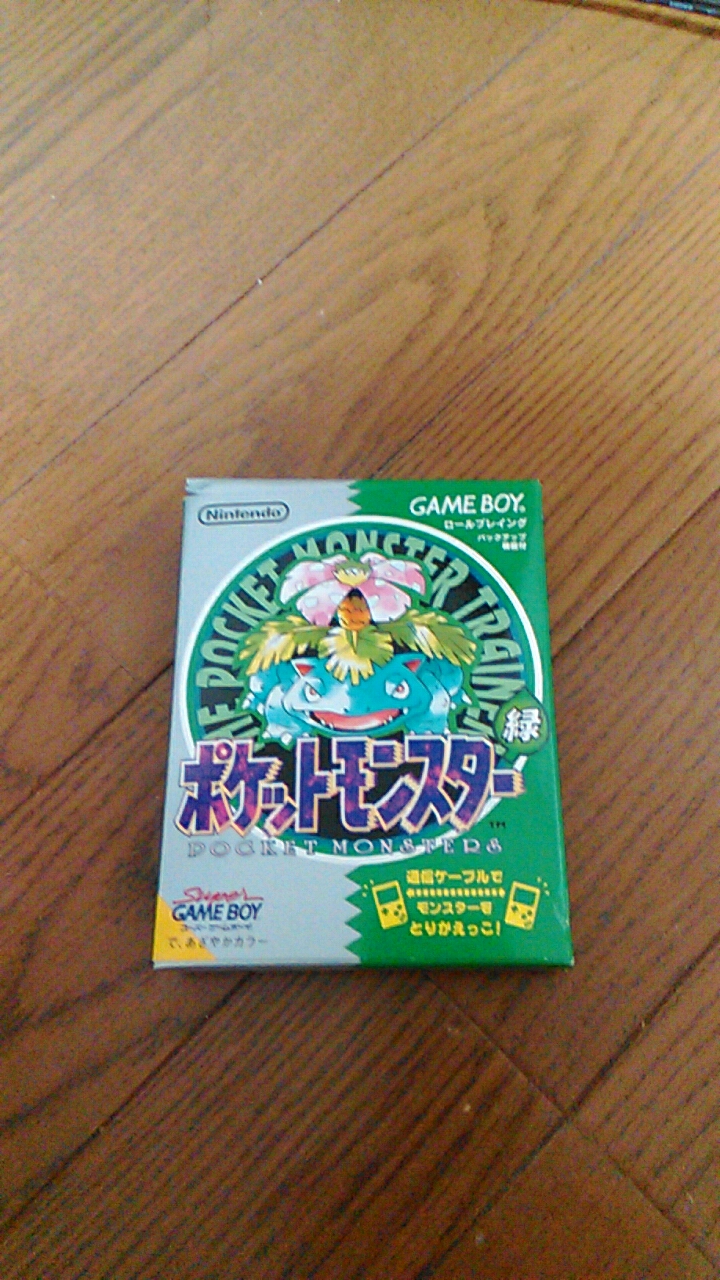 Nintendo
GAME BOY
ロールプレイング
バックアップ
機能付
THE POCKET MONSTER TRAINER
緑
ポケットモンスター
TM
POCKET MONSTERS
通信ケーブルで
モンスターを
とりかえっこ!
Super
GAME BOY
スーパーゲームボーイ
で、あざやかカラー